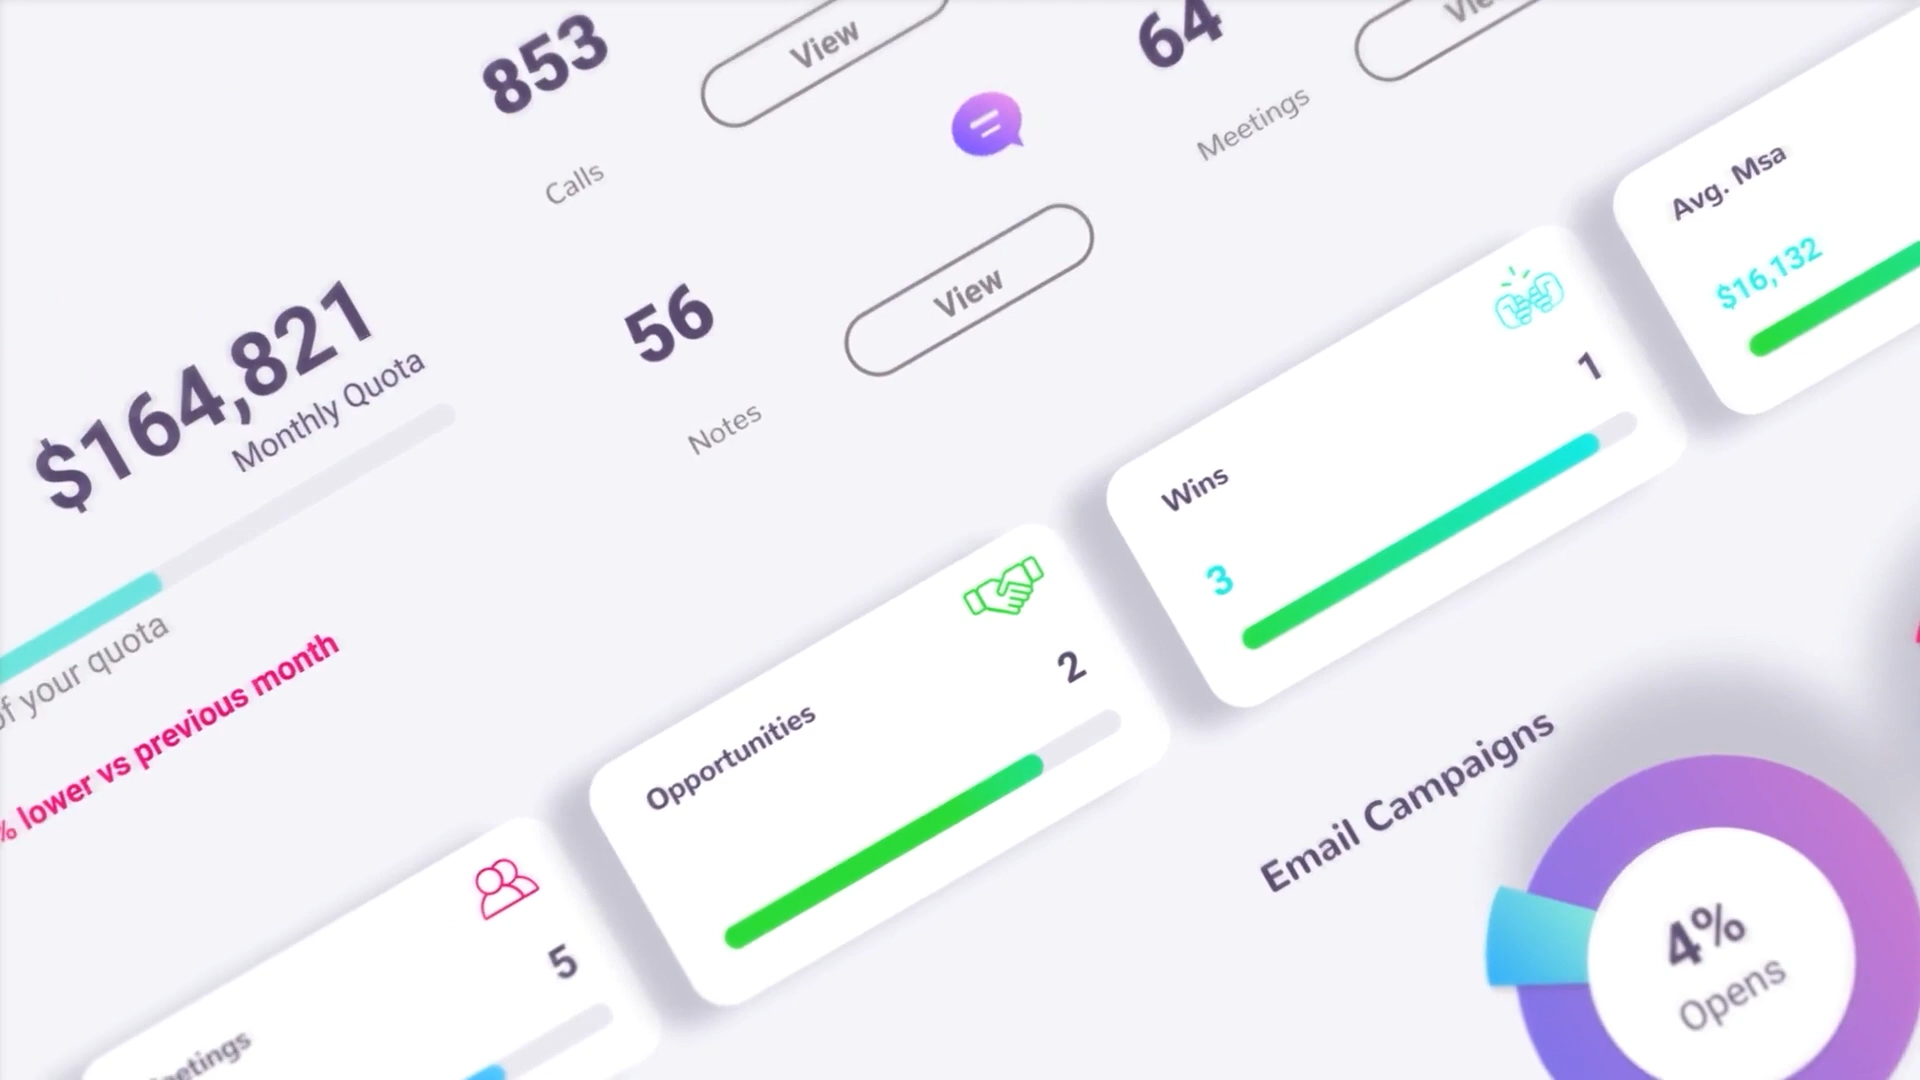 853
View
Calls
64
Meetings
$164,821
Monthly Quota
of your quota
% lower vs previous month
56
View
Notes
Avg. Msa
$16,132
Wins
1
3
Opportunities
2
5
Email Campaigns
4%
Opens